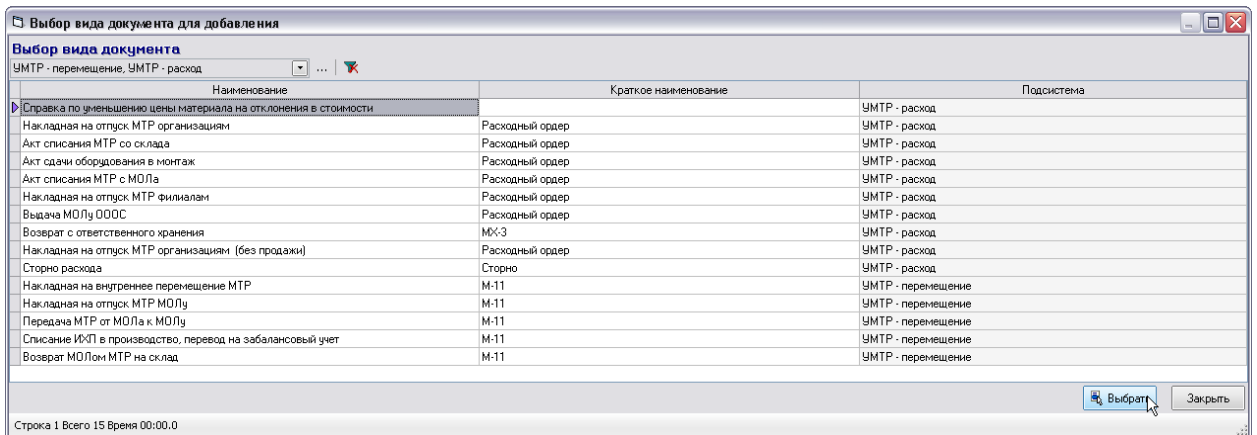 Выбор вида документа для добавления
Выбор вида документа
УМТР - перемещение, УМТР - расход ...
Наименование Краткое наименование Подсистема
Справка по уменьшению цены материала на отклонения в стоимости УМТР - расход
Накладная на отпуск МТР организациям Расходный ордер УМТР - расход
Акт списания МТР со склада Расходный ордер УМТР - расход
Акт сдачи оборудования в монтаж Расходный ордер УМТР - расход
Акт списания МТР с МОЛа Расходный ордер УМТР - расход
Накладная на отпуск МТР филиалам Расходный ордер УМТР - расход
Выдача МОЛу ОООС Расходный ордер УМТР - расход
Возврат с ответственного хранения МХ-3 УМТР - расход
Накладная на отпуск МТР организациям (без продажи) Расходный ордер УМТР - расход
Сторно расхода Сторно УМТР - расход
Накладная на внутреннее перемещение МТР М-11 УМТР - перемещение
Накладная на отпуск МТР МОЛу М-11 УМТР - перемещение
Передача МТР от МОЛа к МОЛу М-11 УМТР - перемещение
Списание ИХП в производство, перевод на забалансовый учет М-11 УМТР - перемещение
Возврат МОЛом МТР на склад М-11 УМТР - перемещение
Выбрать Закрыть
Строка 1 Всего 15 Время 00:00.0